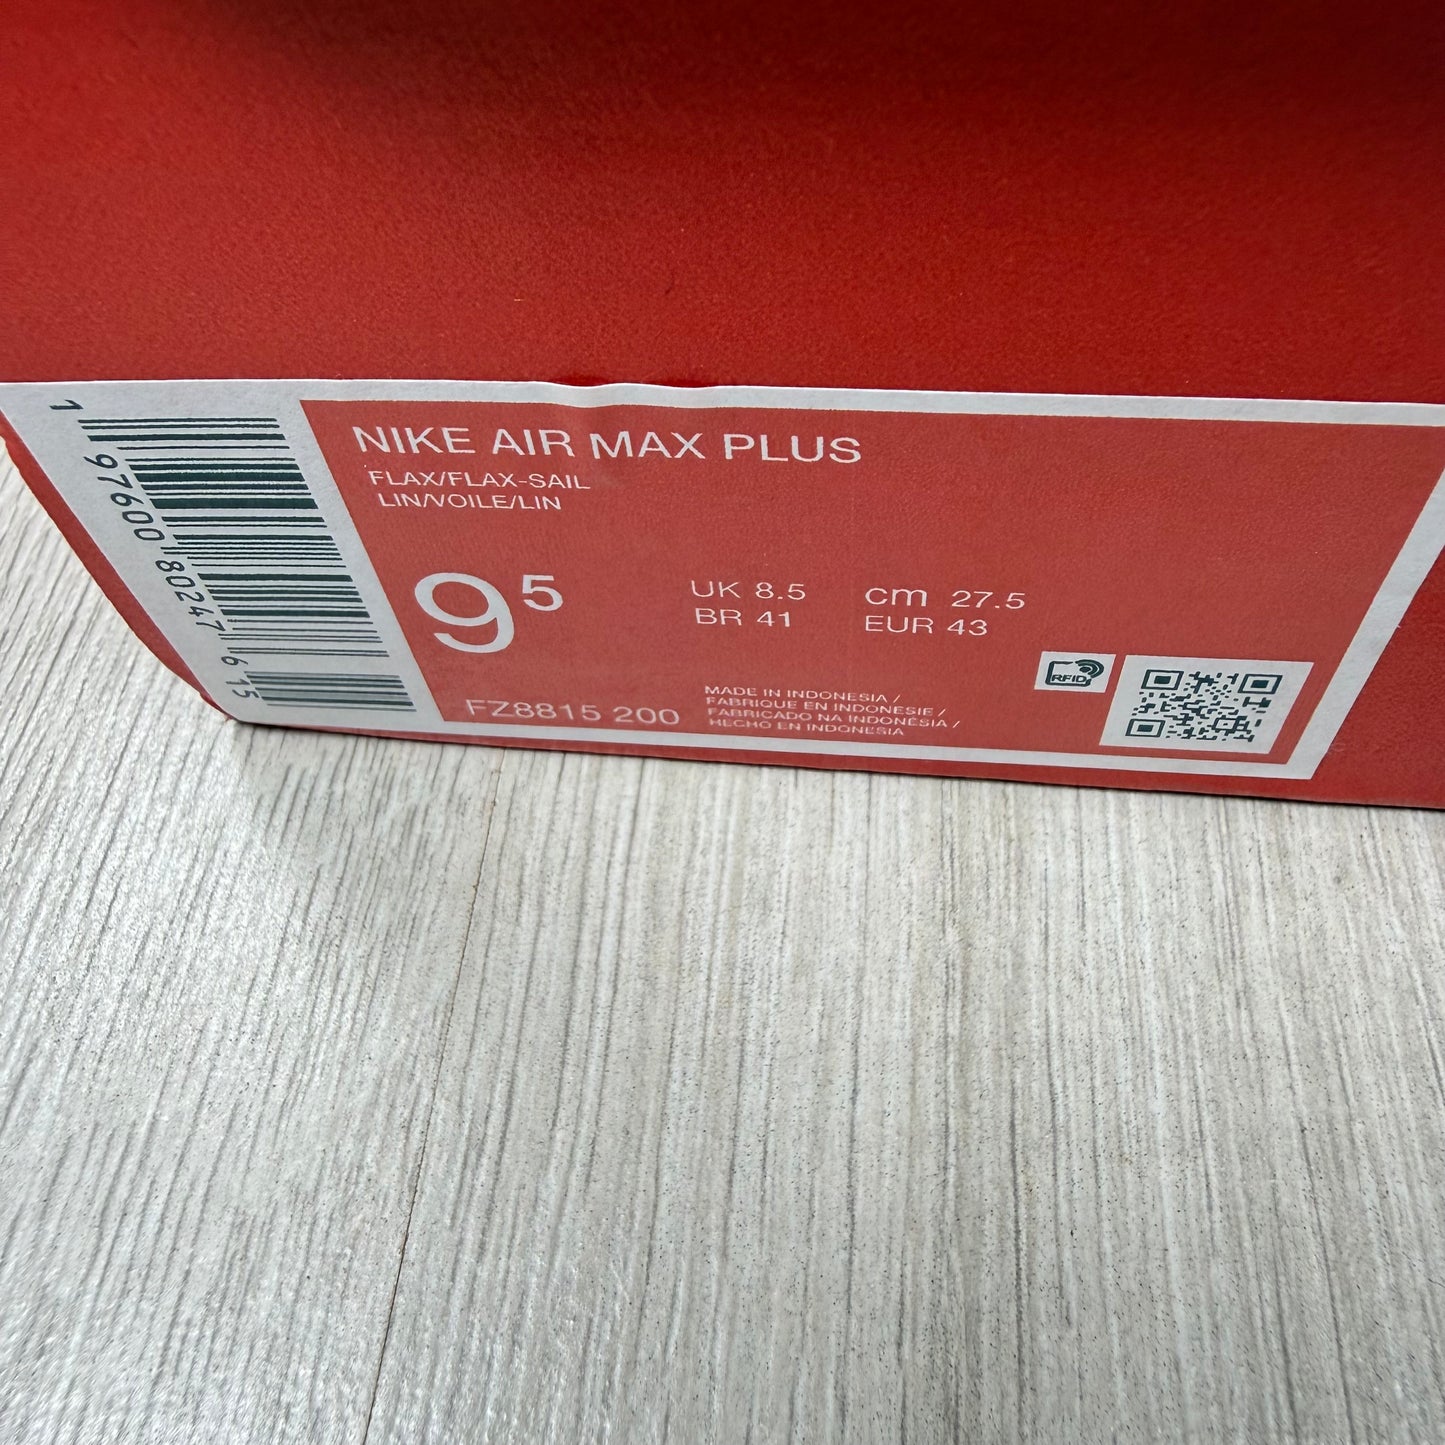 NIKE AIR MAX PLUS
FLAX/FLAX-SAIL
LIN/VOILE/LIN
9 5
UK 8.5 cm 27.5
BR 41 EUR 43
FZ8815 200
MADE IN INDONESIA /
FABRIQUE EN INDONESIE /
FABRICADO NA INDONÉSIA /
HECHO EN INDONESIA
RFID
1 97600 80247 6 15